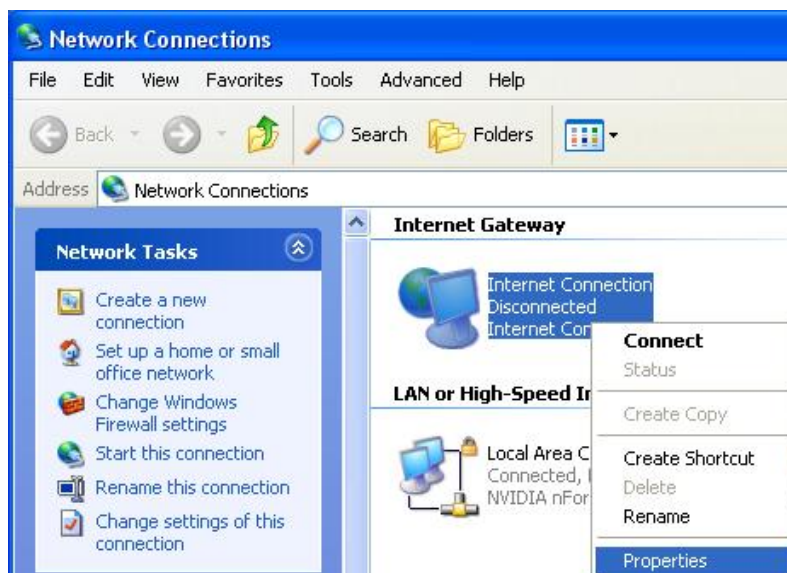 Network Connections
File Edit View Favorites Tools Advanced Help
Back Search Folders
Address Network Connections
Network Tasks
Create a new
connection
Set up a home or small
office network
Change Windows
Firewall settings
Start this connection
Rename this connection
Change settings of this
connection
Internet Gateway
Internet Connection
Disconnected
Internet
LAN or High-Speed
Local Area
Connected,
NVIDIA
Connect
Status
Create Copy
Create Shortcut
Delete
Rename
Properties